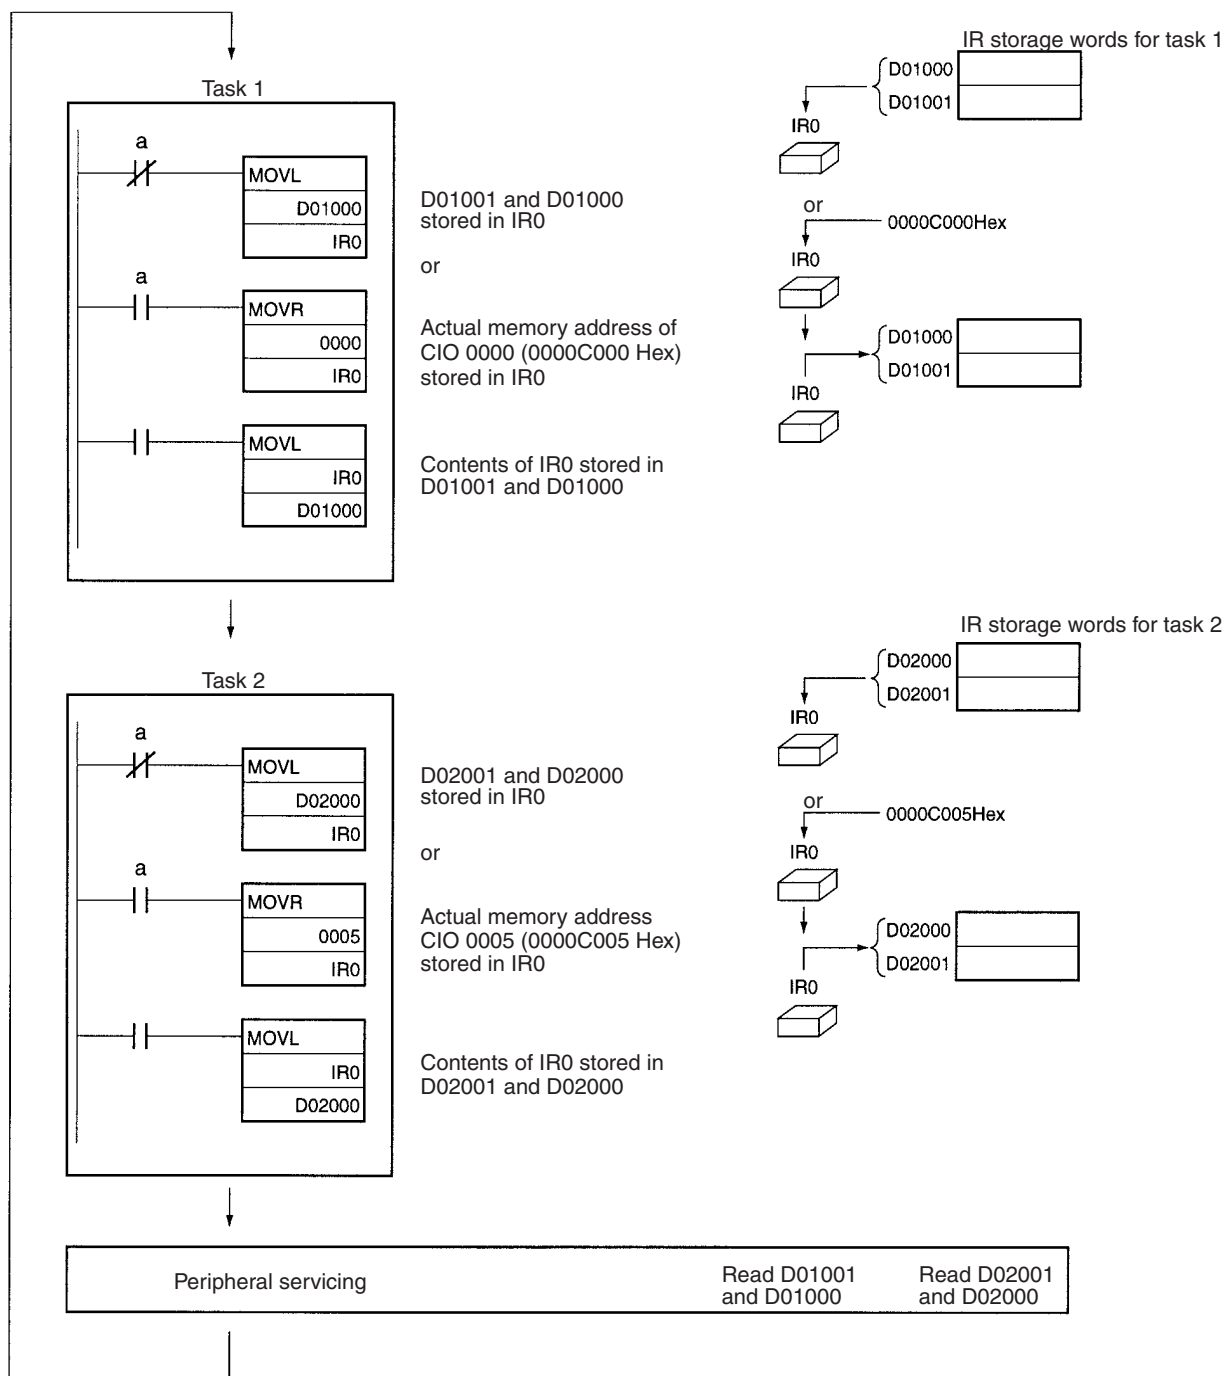 IR storage words for task 1
Task 1
D01000
D01001
IR0
a
MOVL
D01000
IR0
D01001 and D01000
stored in IR0
or
0000C000Hex
IR0
or
a
MOVR
0000
IR0
Actual memory address of
CIO 0000 (0000C000 Hex)
stored in IR0
D01000
D01001
IR0
MOVL
IR0
D01000
Contents of IR0 stored in
D01001 and D01000
IR storage words for task 2
Task 2
D02000
D02001
IR0
a
MOVL
D02000
IR0
D02001 and D02000
stored in IR0
or
0000C005Hex
IR0
or
a
MOVR
0005
IR0
Actual memory address
CIO 0005 (0000C005 Hex)
stored in IR0
D02000
D02001
IR0
MOVL
IR0
D02000
Contents of IR0 stored in
D02001 and D02000
Peripheral servicing
Read D01001
and D01000
Read D02001
and D02000